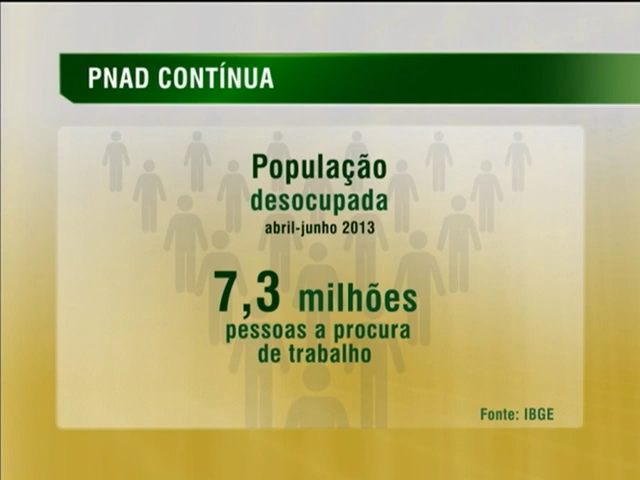 PNAD CONTÍNUA
População
desocupada
abril-junho 2013
7,3 milhões
pessoas a procura
de trabalho
Fonte: IBGE